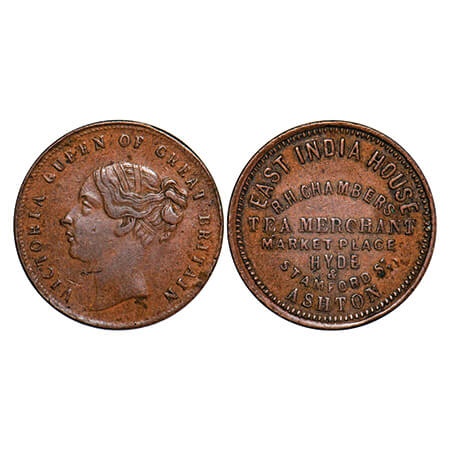 VICTORIA QUEEN OF GREAT BRITAIN
EAST INDIA HOUSE
R.H. CHAMBERS
TEA MERCHANT
MARKET PLACE
HYDE
&
STAMFORD ST.
ASHTON